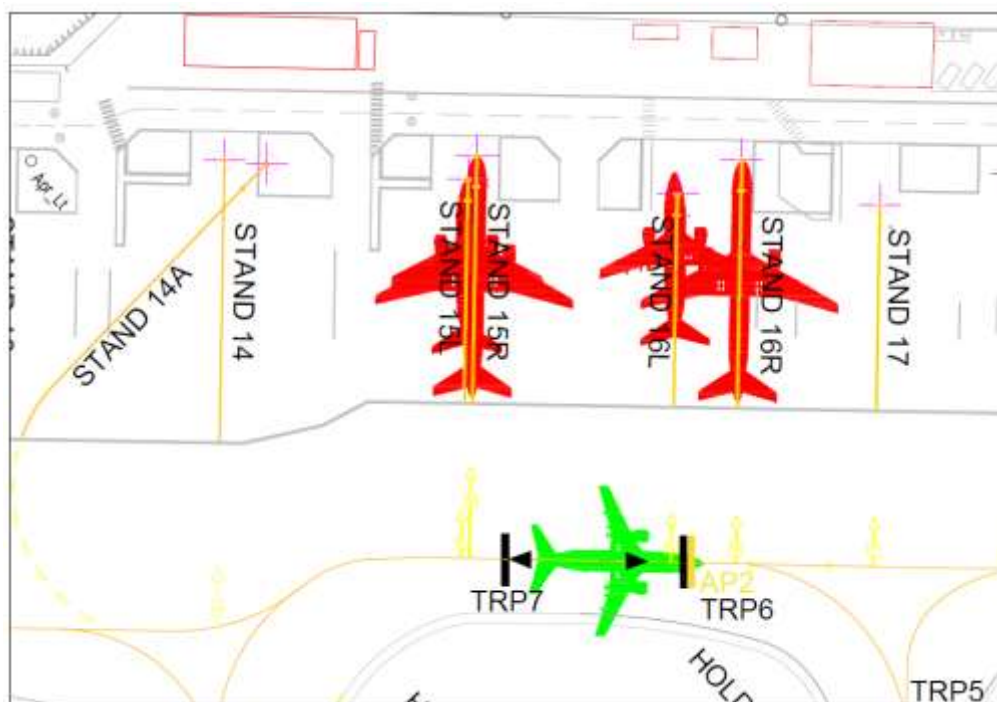 Apr_Lt
STAND 14A
STAND 14
STAND 15L
STAND 15R
STAND 16L
STAND 16R
STAND 17
TRP7
AP2
TRP6
HOLD
TRP5